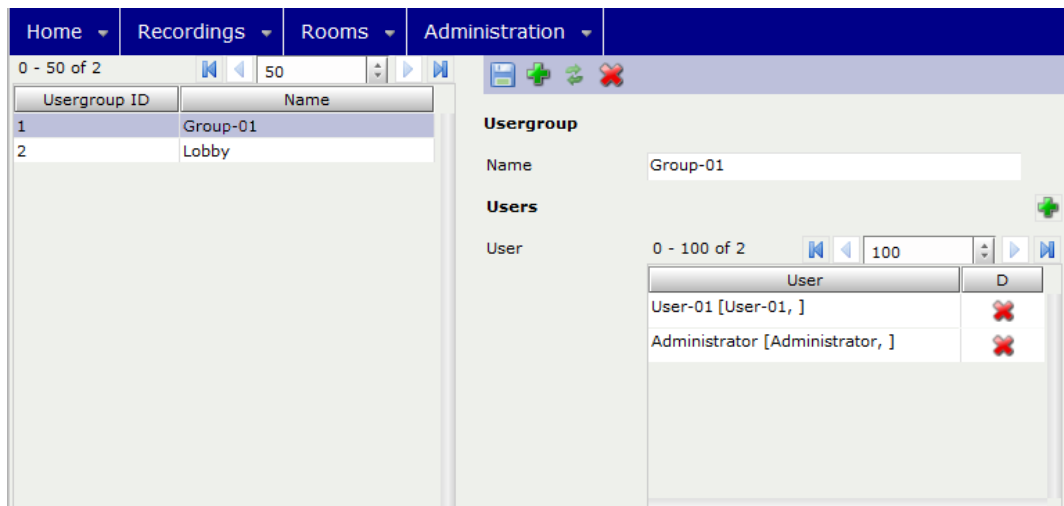 Home Recordings Rooms Administration
0 - 50 of 2 50
Usergroup ID Name
1 Group-01
2 Lobby
Usergroup
Name Group-01
Users
User 0 - 100 of 2 100
User D
User-01 [User-01, ]
Administrator [Administrator, ]